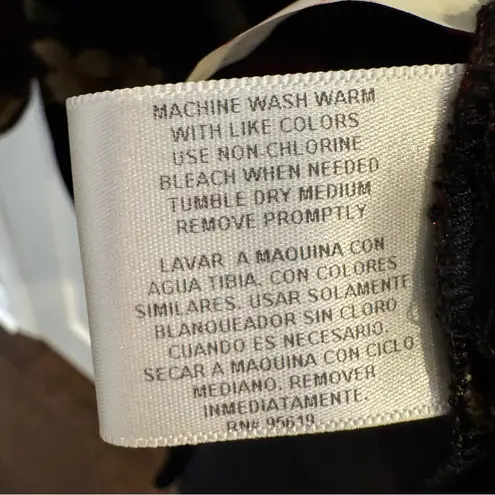 MACHINE WASH WARM
WITH LIKE COLORS
USE NON-CHLORINE
BLEACH WHEN NEEDED
TUMBLE DRY MEDIUM
REMOVE PROMPTLY
LAVAR A MAQUINA CON
AGUA TIBIA. CON COLORES
SIMILARES. USAR SOLAMENTE
BLANQUEADOR SIN CLORO
CUANDO ES NECESARIO.
SECAR A MAQUINA CON CICLO
MEDIANO. REMOVER
INMEDIATAMENTE.
RN# 95619